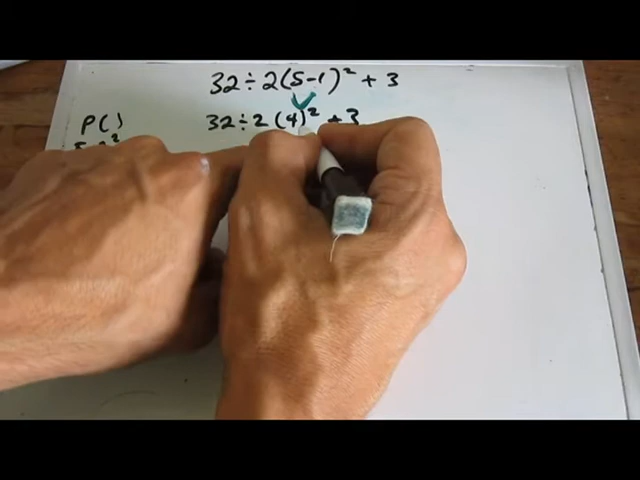 32÷2(5-1)² + 3
32÷2(4)² + 3
P( )